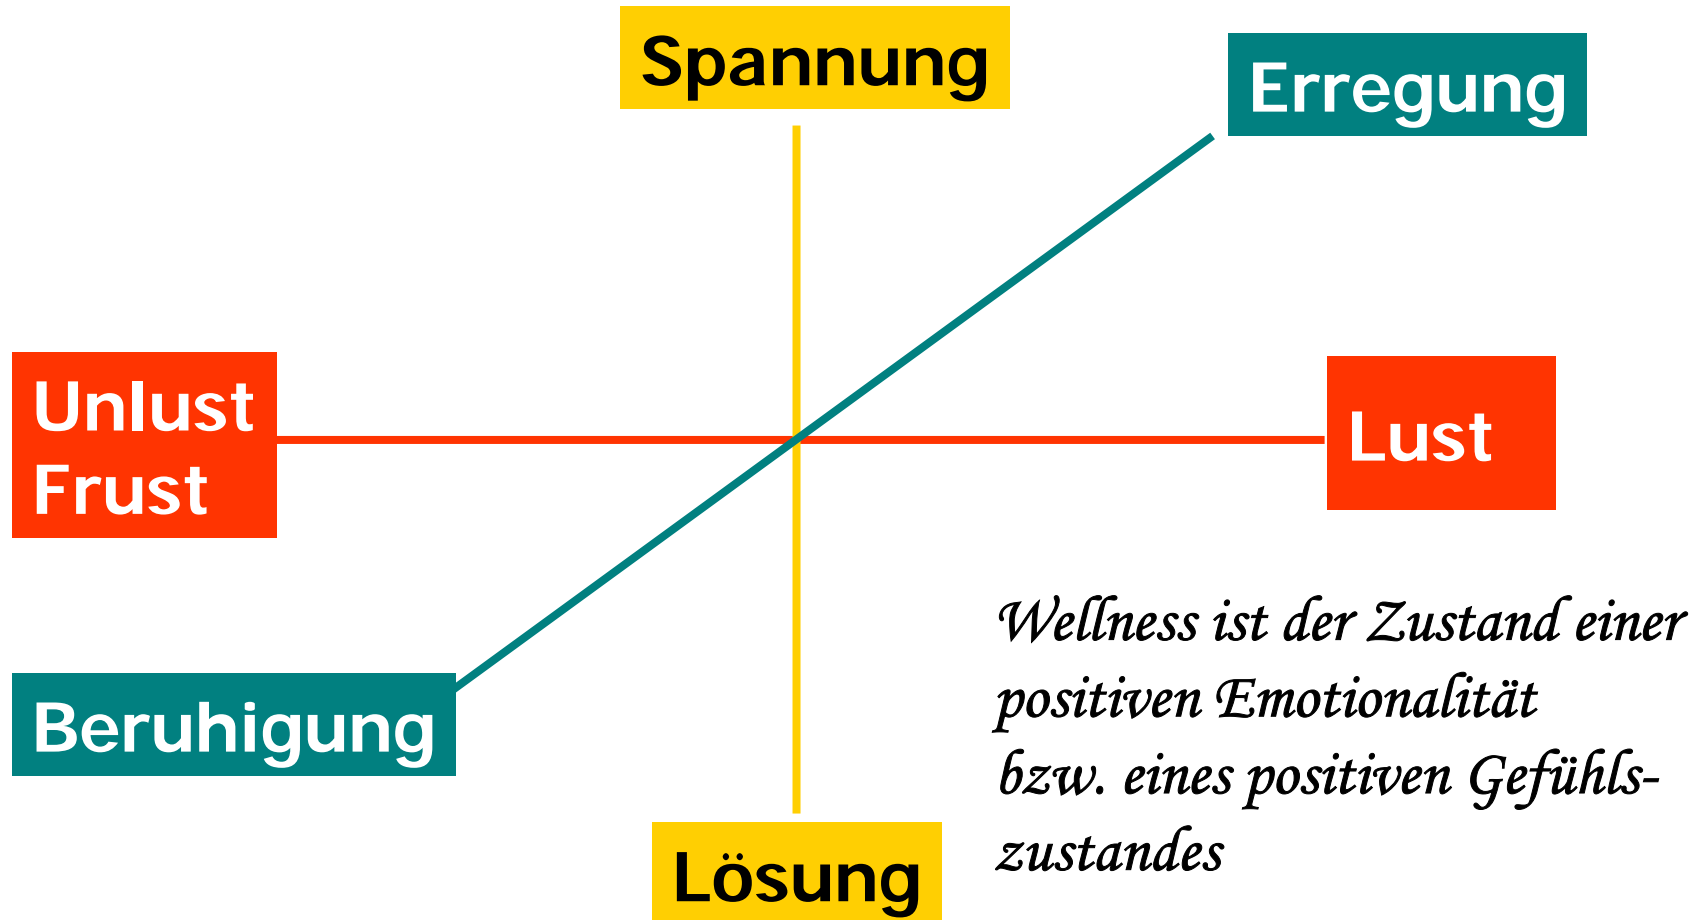 Spannung
Erregung
Unlust
Frust
Lust
Wellness ist der Zustand einer
positiven Emotionalität
bzw. eines positiven Gefühls-
zustandes
Beruhigung
Lösung